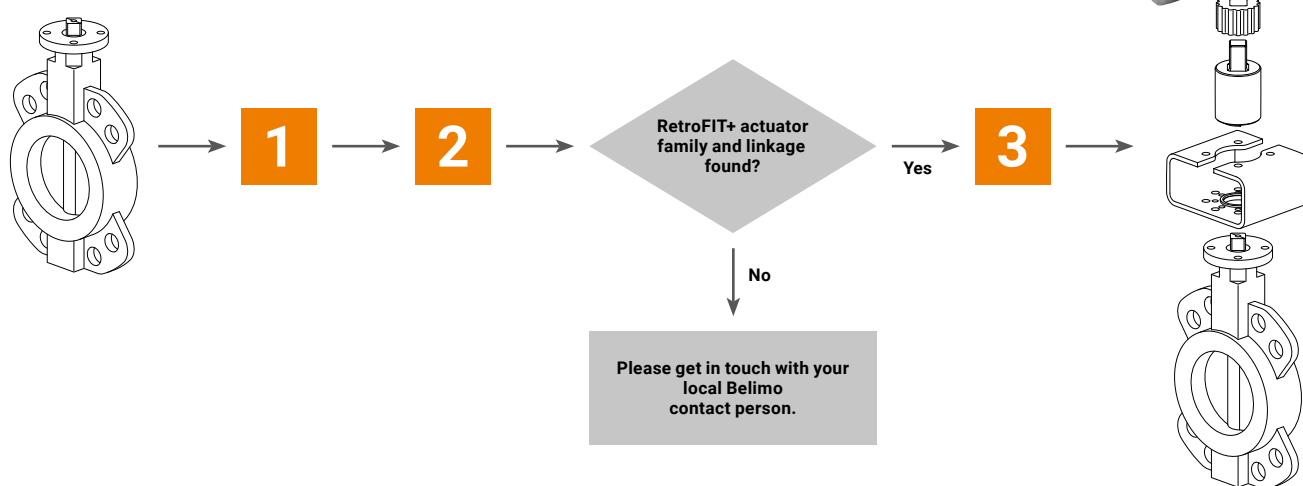 1
2
RetroFIT+ actuator
family and linkage
found?
Yes
3
No
Please get in touch with your
local Belimo
contact person.